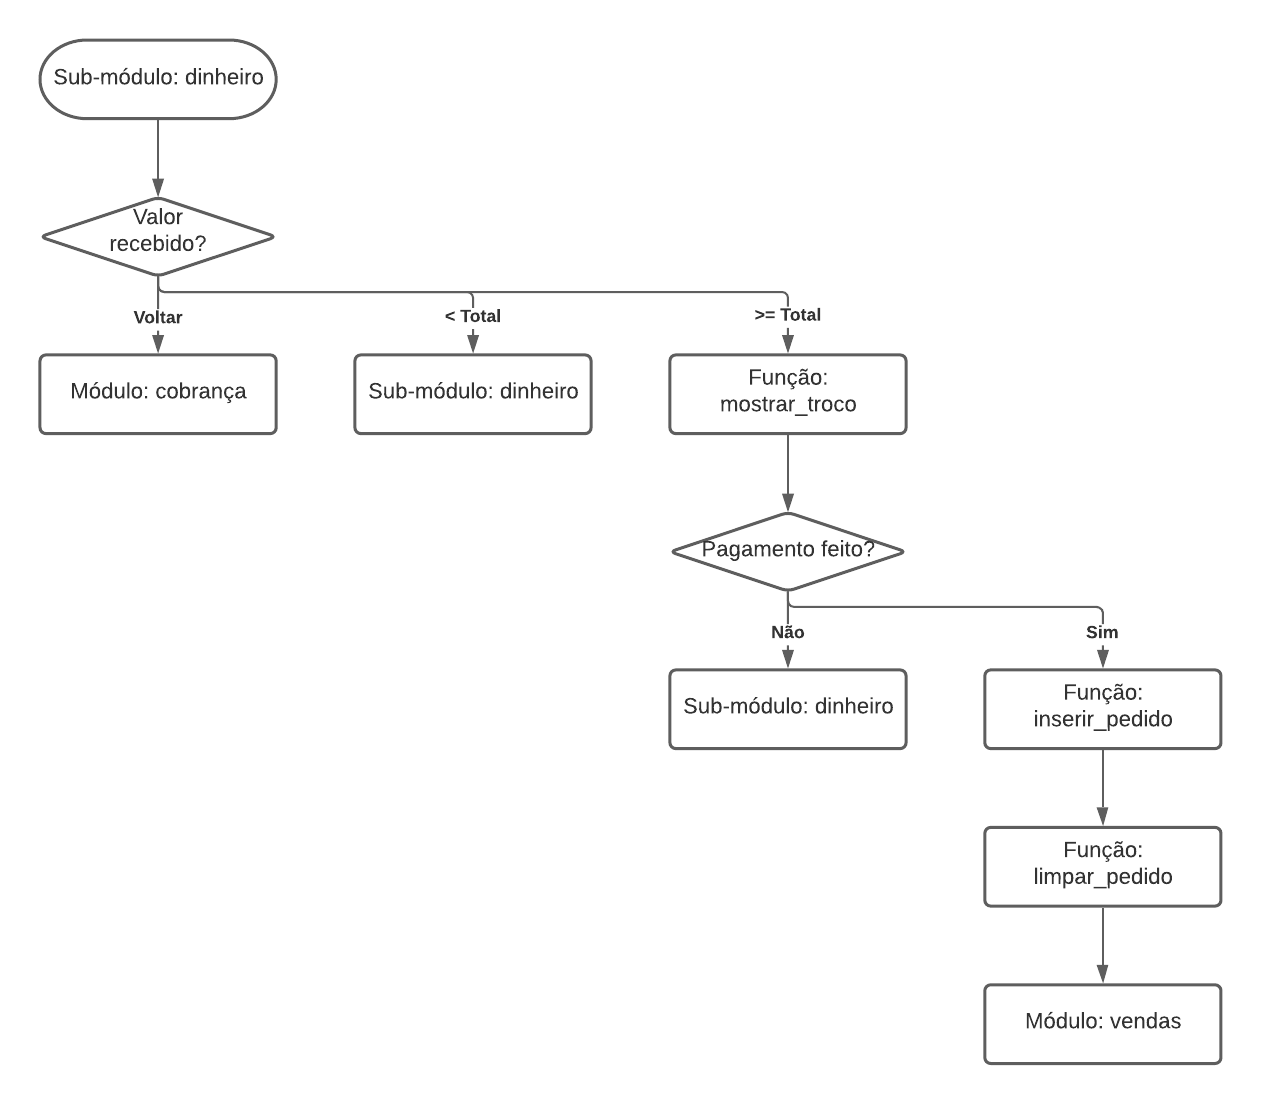 Sub-módulo: dinheiro
Valor
recebido?
Voltar
< Total
>= Total
Módulo: cobrança
Sub-módulo: dinheiro
Função:
mostrar_troco
Pagamento feito?
Não
Sim
Sub-módulo: dinheiro
Função:
inserir_pedido
Função:
limpar_pedido
Módulo: vendas